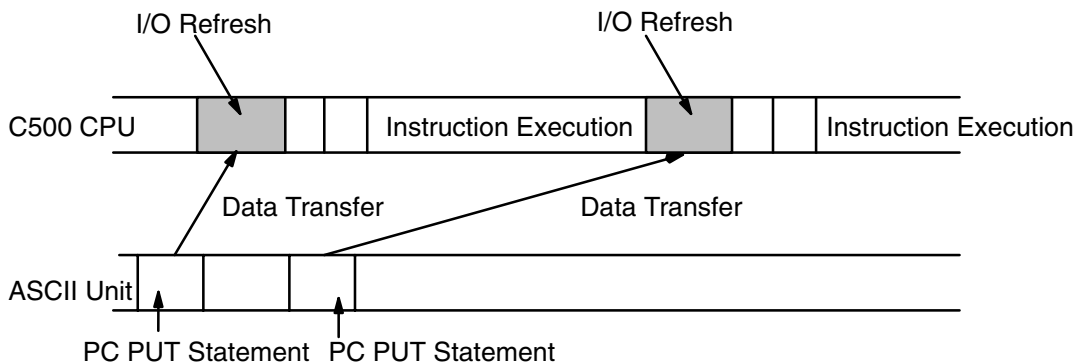 I/O Refresh
I/O Refresh
C500 CPU
Instruction Execution
Instruction Execution
Data Transfer
Data Transfer
ASCII Unit
PC PUT Statement
PC PUT Statement